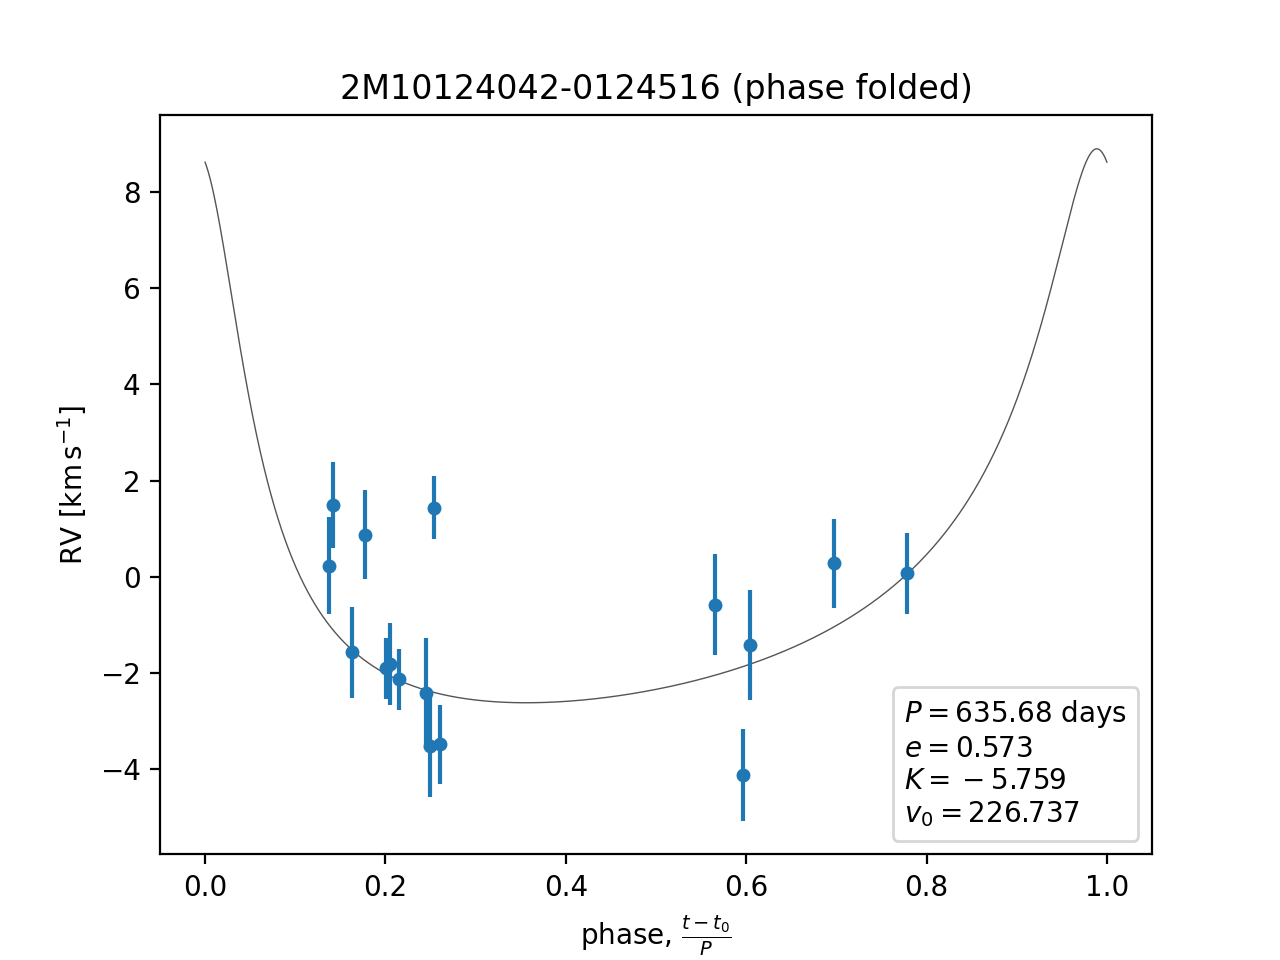 2M10124042-0124516 (phase folded)
RV [km s⁻¹]
8
6
4
2
0
−2
−4
P = 635.68 days
e = 0.573
K = −5.759
v₀ = 226.737
0.0 0.2 0.4 0.6 0.8 1.0
phase, (t − t₀)/P